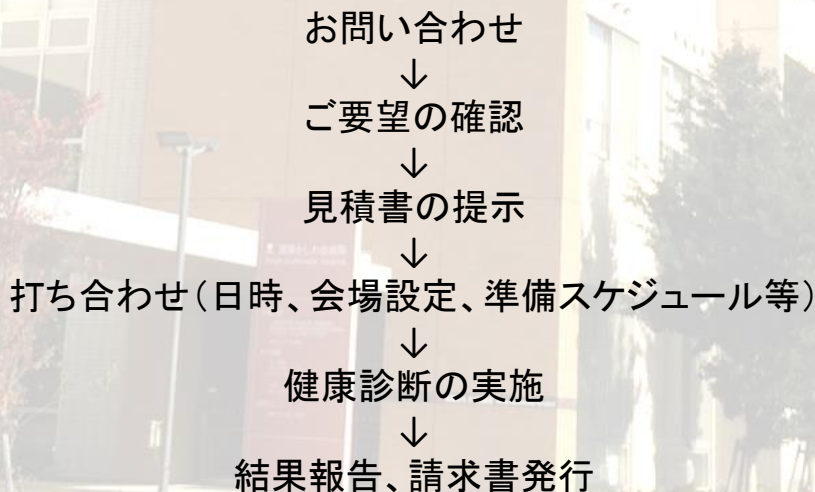 お問い合わせ
↓
ご要望の確認
↓
見積書の提示
↓
打ち合わせ（日時、会場設定、準備スケジュール等）
↓
健康診断の実施
↓
結果報告、請求書発行